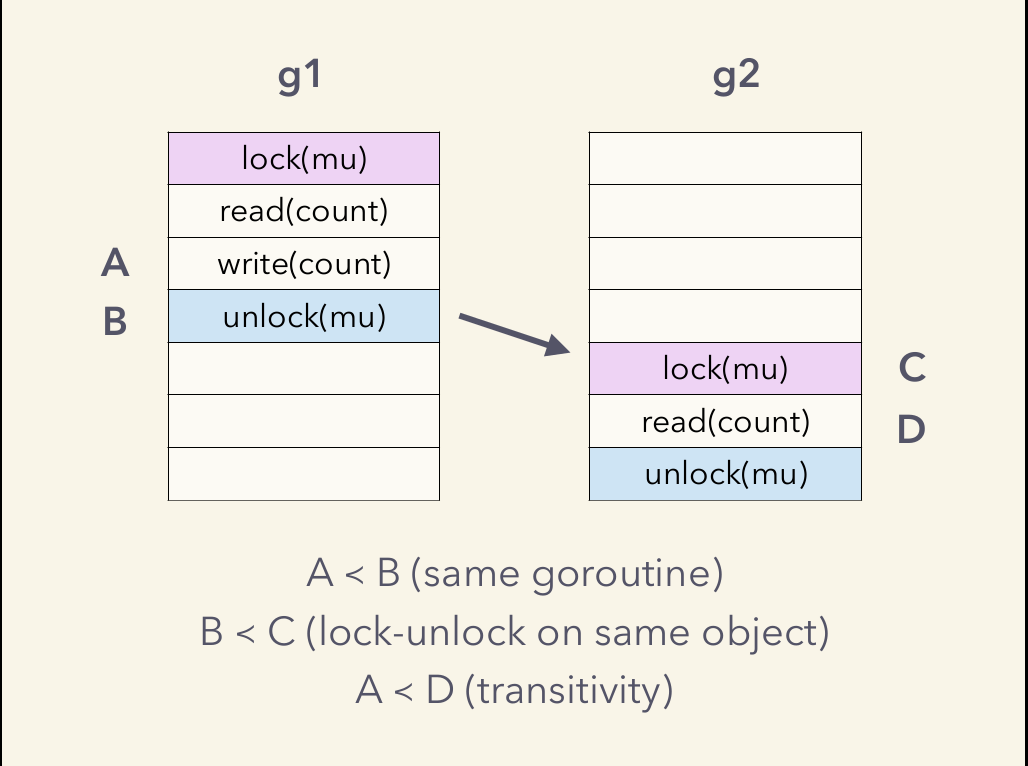 g1
g2
lock(mu)
read(count)
A
write(count)
B
unlock(mu)
lock(mu)
C
read(count)
D
unlock(mu)
A ≺ B (same goroutine)
B ≺ C (lock-unlock on same object)
A ≺ D (transitivity)